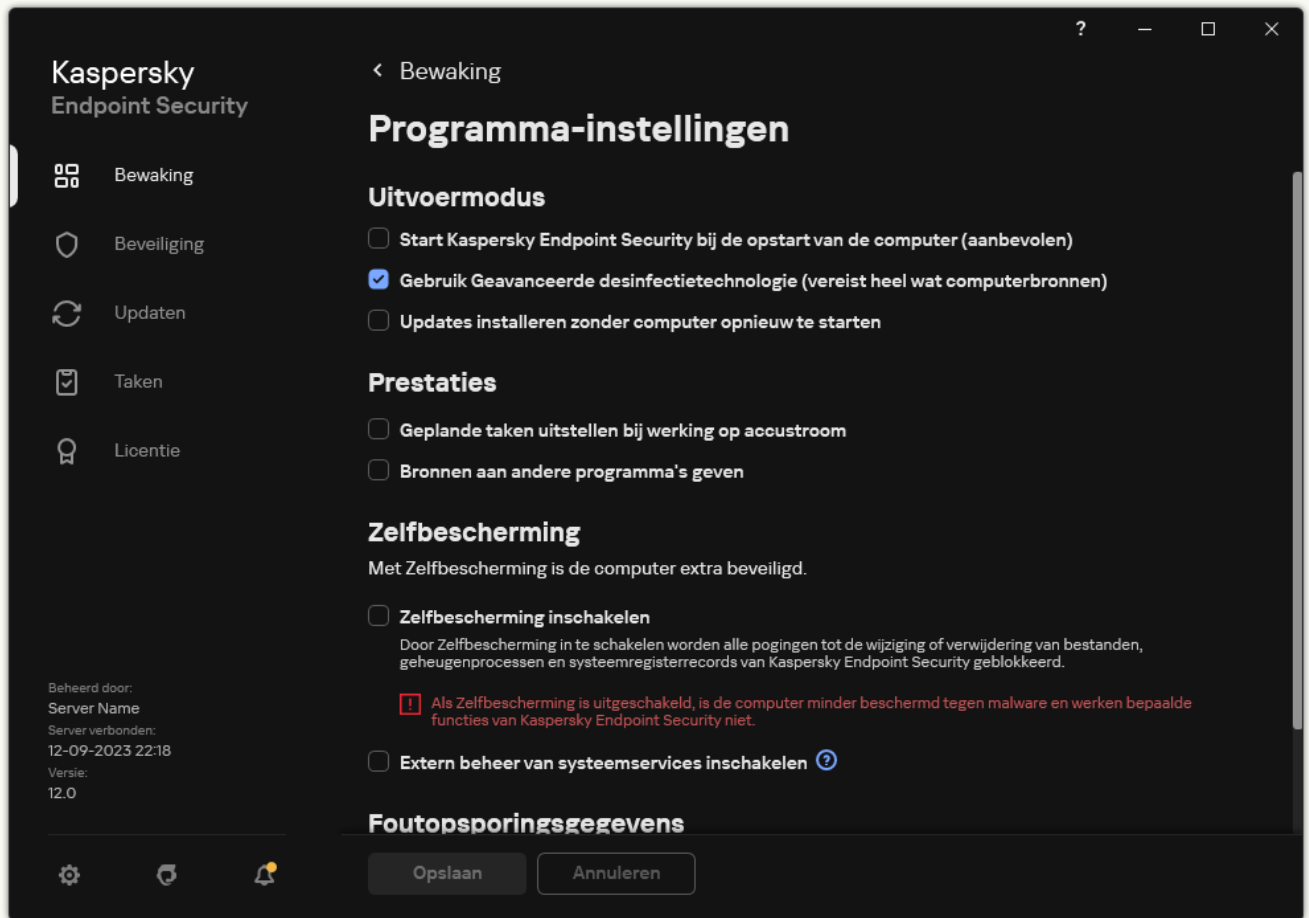 ?
Kaspersky
Endpoint Security
Bewaking
Beveiliging
Updaten
Taken
Licentie
Beheerd door:
Server Name
Server verbonden:
12-09-2023 22:18
Versie:
12.0
Bewaking
Programma-instellingen
Uitvoermodus
Start Kaspersky Endpoint Security bij de opstart van de computer (aanbevolen)
Gebruik Geavanceerde desinfectietechnologie (vereist heel wat computerbronnen)
Updates installeren zonder computer opnieuw te starten
Prestaties
Geplande taken uitstellen bij werking op accustroom
Bronnen aan andere programma's geven
Zelfbescherming
Met Zelfbescherming is de computer extra beveiligd.
Zelfbescherming inschakelen
Door Zelfbescherming in te schakelen worden alle pogingen tot de wijziging of verwijdering van bestanden,
geheugenprocessen en systeemregisterrecords van Kaspersky Endpoint Security geblokkeerd.
Als Zelfbescherming is uitgeschakeld, is de computer minder beschermd tegen malware en werken bepaalde
functies van Kaspersky Endpoint Security niet.
Extern beheer van systeemservices inschakelen
Foutopsporingsgegevens
Opslaan
Annuleren